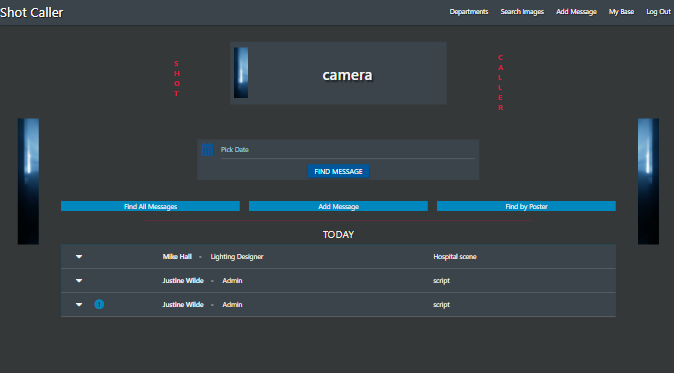 Shot Caller
Departments Search Images Add Message My Base Log Out
SHOT
camera
CALLER
Pick Date
FIND MESSAGE
Find All Messages Add Message Find by Poster
TODAY
Mike Hall - Lighting Designer Hospital scene
Justine Wilde - Admin script
Justine Wilde - Admin script